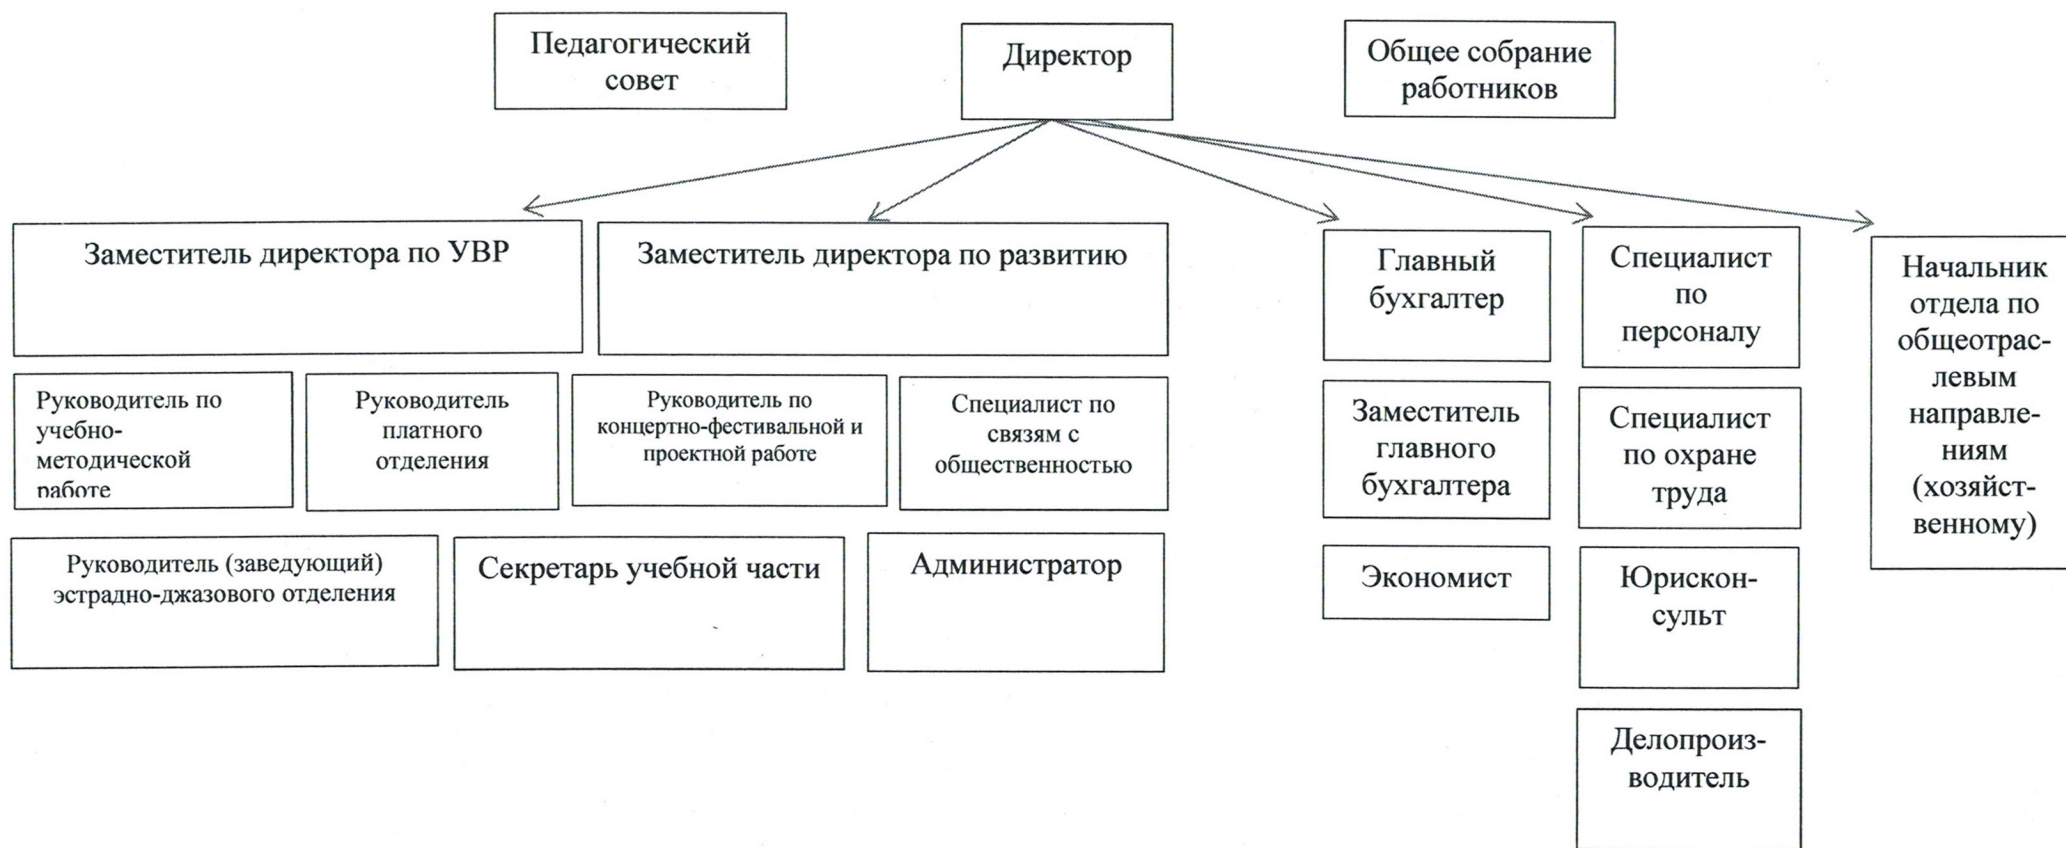 Педагогический
совет
Директор
Общее собрание
работников
Заместитель директора по УВР
Заместитель директора по развитию
Главный
бухгалтер
Специалист
по
персоналу
Начальник
отдела по
общеотрас-
левым
направле-
ниям
(хозяйст-
венному)
Руководитель по
учебно-
методической
работе
Руководитель
платного
отделения
Руководитель по
концертно-фестивальной и
проектной работе
Специалист по
связям с
общественностью
Заместитель
главного
бухгалтера
Специалист
по охране
труда
Руководитель (заведующий)
эстрадно-джазового отделения
Секретарь учебной части
Администратор
Экономист
Юрискон-
сульт
Делопроиз-
водитель